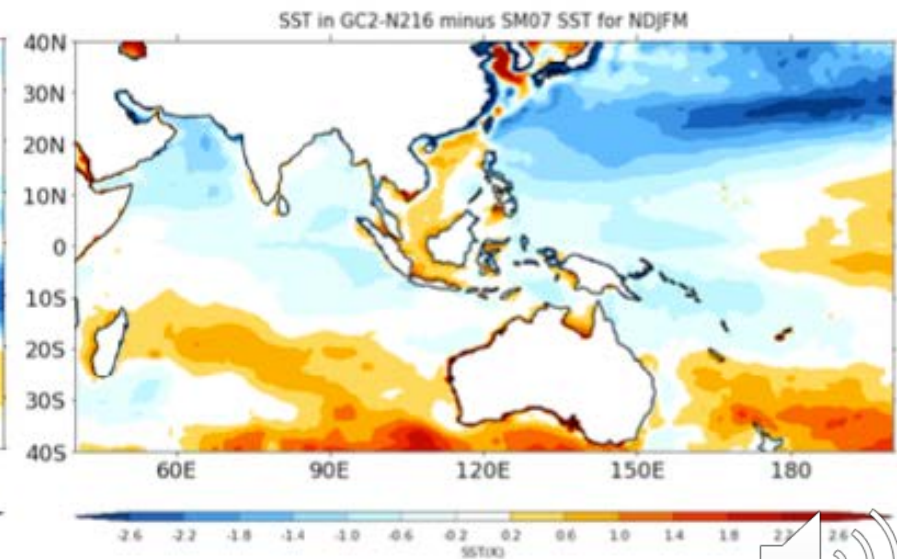 SST in GC2-N216 minus SM07 SST for NDJFM
40N
30N
20N
10N
0
10S
20S
30S
40S
60E 90E 120E 150E 180
-2.6 -2.2 -1.8 -1.4 -1.0 -0.6 -0.2 0.2 0.6 1.0 1.4 1.8 2.6
SST(K)